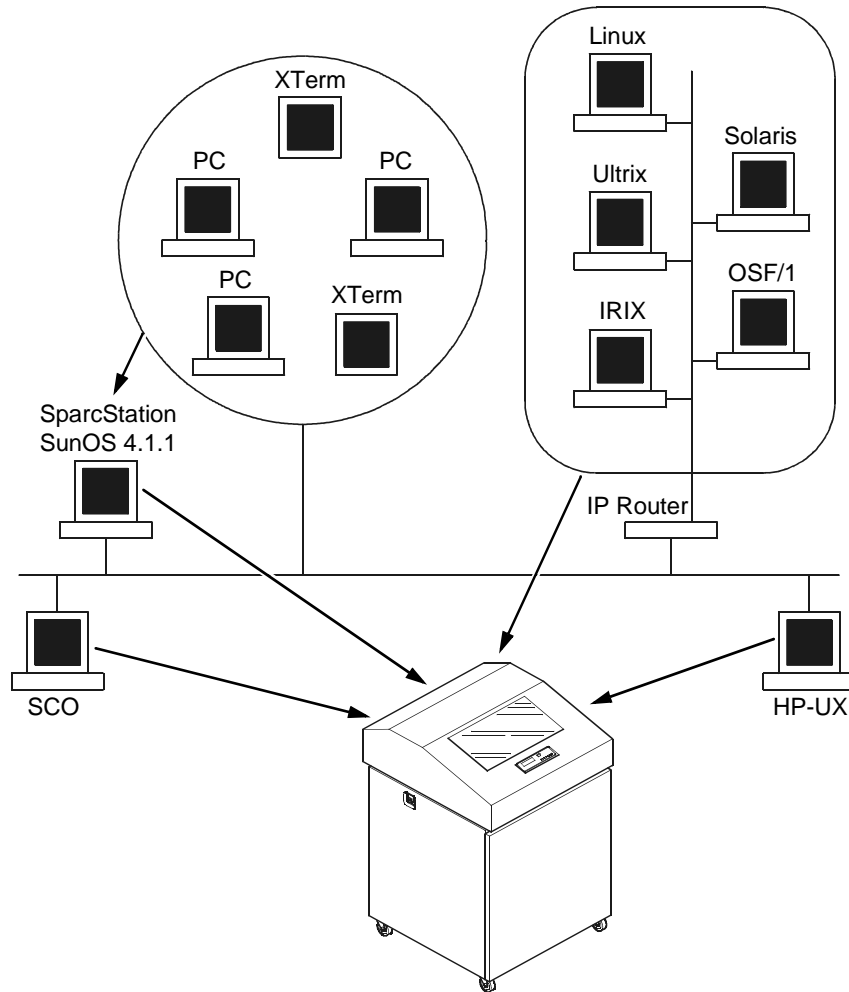 Linux
XTerm
Solaris
PC
PC
Ultrix
OSF/1
PC
XTerm
IRIX
SparcStation
SunOS 4.1.1
IP Router
SCO
HP-UX